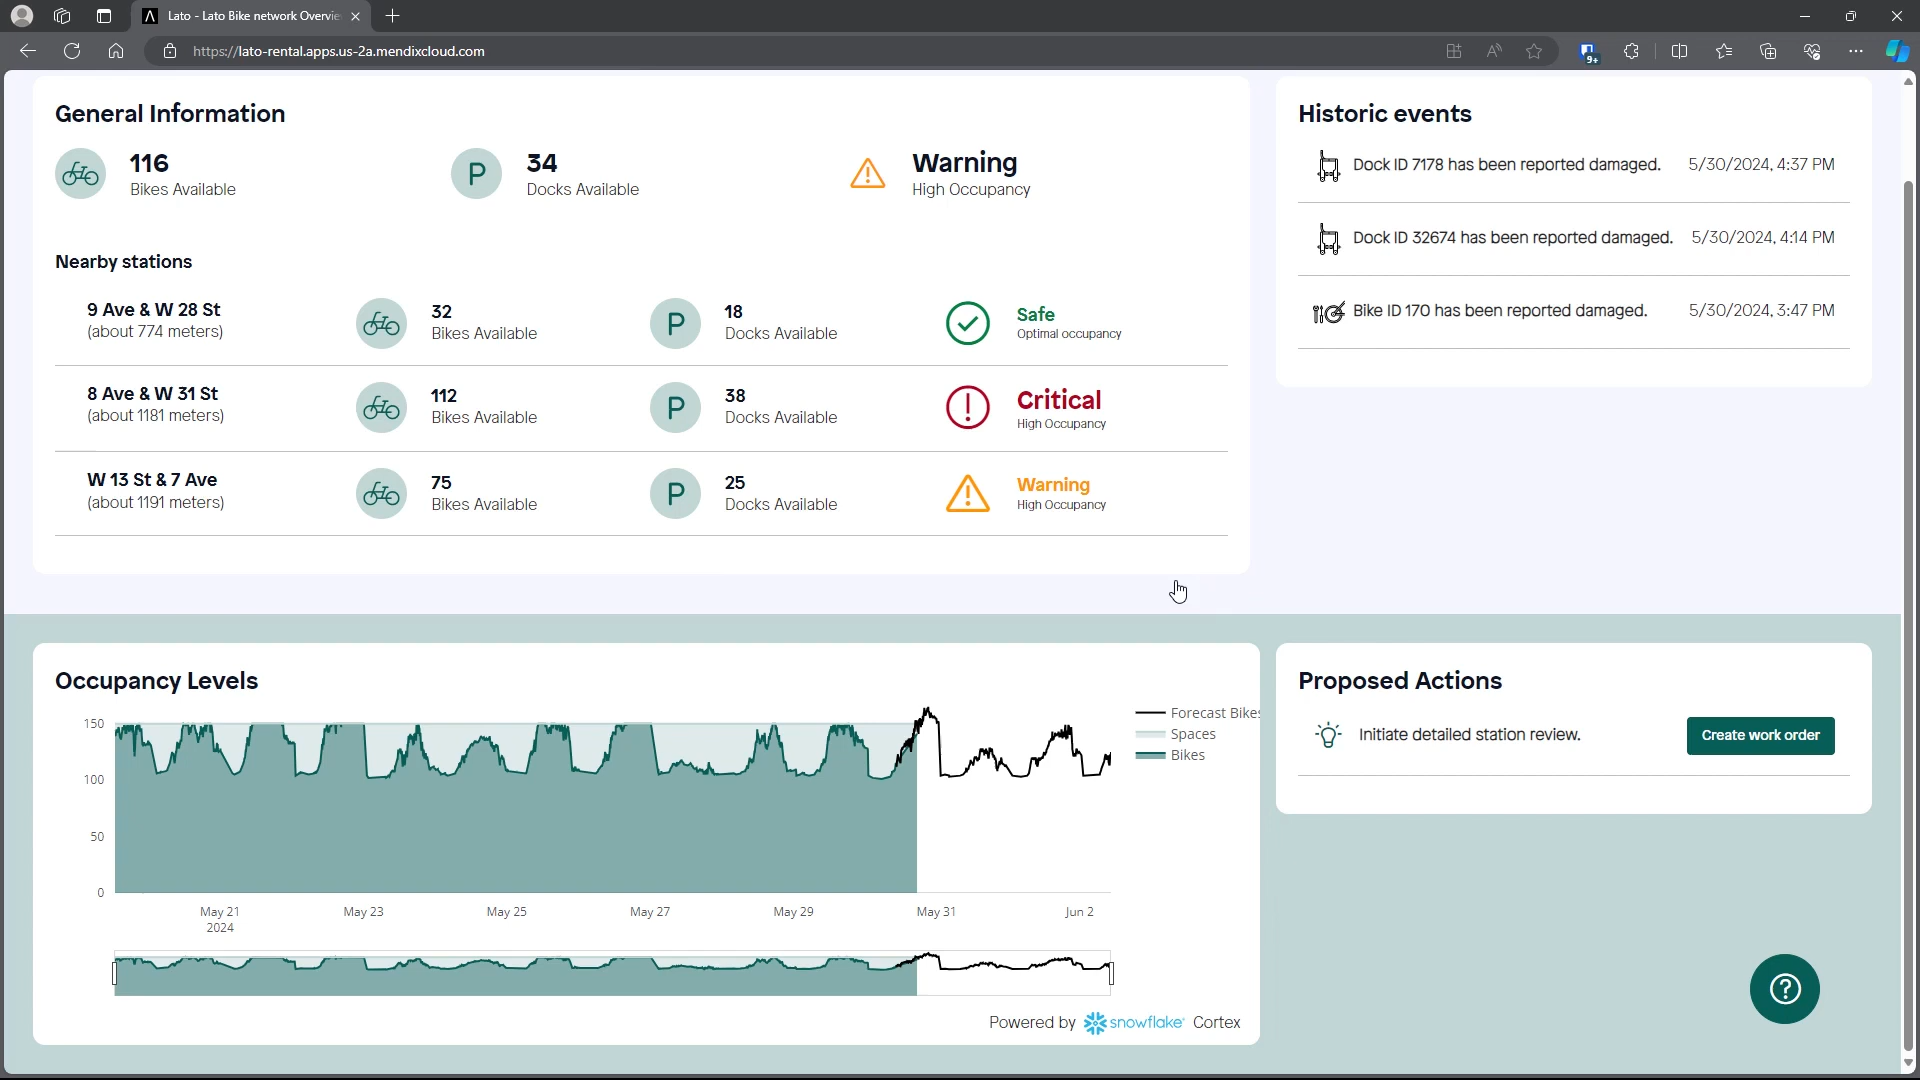 Lato - Lato Bike network Overvie
https://lato-rental.apps.us-2a.mendixcloud.com
9+
General Information
116
Bikes Available
P
34
Docks Available
Warning
High Occupancy
Nearby stations
9 Ave & W 28 St
(about 774 meters)
32
Bikes Available
P
18
Docks Available
Safe
Optimal occupancy
8 Ave & W 31 St
(about 1181 meters)
112
Bikes Available
P
38
Docks Available
Critical
High Occupancy
W 13 St & 7 Ave
(about 1191 meters)
75
Bikes Available
P
25
Docks Available
Warning
High Occupancy
Historic events
Dock ID 7178 has been reported damaged. 5/30/2024, 4:37 PM
Dock ID 32674 has been reported damaged. 5/30/2024, 4:14 PM
Bike ID 170 has been reported damaged. 5/30/2024, 3:47 PM
Occupancy Levels
150
100
50
0
May 21
2024
May 23
May 25
May 27
May 29
May 31
Jun 2
Forecast Bikes
Spaces
Bikes
Powered by snowflake Cortex
Proposed Actions
Initiate detailed station review.
Create work order
?